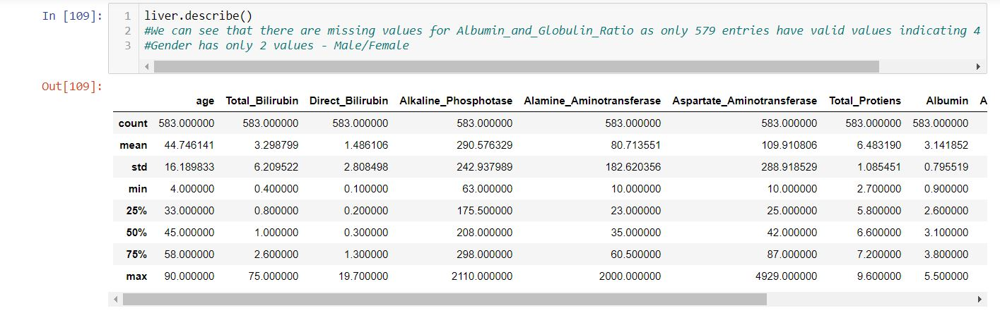 In [109]:
1 liver.describe()
2 #We can see that there are missing values for Albumin_and_Globulin_Ratio as only 579 entries have valid values indicating 4
3 #Gender has only 2 values - Male/Female
Out[109]:
age Total_Bilirubin Direct_Bilirubin Alkaline_Phosphotase Alamine_Aminotransferase Aspartate_Aminotransferase Total_Protiens Albumin A
count 583.000000 583.000000 583.000000 583.000000 583.000000 583.000000 583.000000 583.000000
mean 44.746141 3.298799 1.486106 290.576329 80.713551 109.910806 6.483190 3.141852
std 16.189833 6.209522 2.808498 242.937989 182.620356 288.918529 1.085451 0.795519
min 4.000000 0.400000 0.100000 63.000000 10.000000 10.000000 2.700000 0.900000
25% 33.000000 0.800000 0.200000 175.500000 23.000000 25.000000 5.800000 2.600000
50% 45.000000 1.000000 0.300000 208.000000 35.000000 42.000000 6.600000 3.100000
75% 58.000000 2.600000 1.300000 298.000000 60.500000 87.000000 7.200000 3.800000
max 90.000000 75.000000 19.700000 2110.000000 2000.000000 4929.000000 9.600000 5.500000